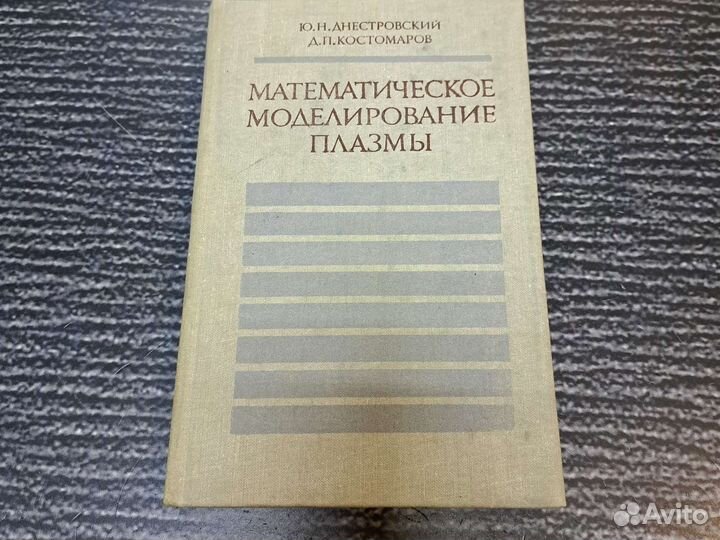 Ю.Н.ДНЕСТРОВСКИЙ
Д.П.КОСТОМАРОВ
МАТЕМАТИЧЕСКОЕ
МОДЕЛИРОВАНИЕ
ПЛАЗМЫ
Avito